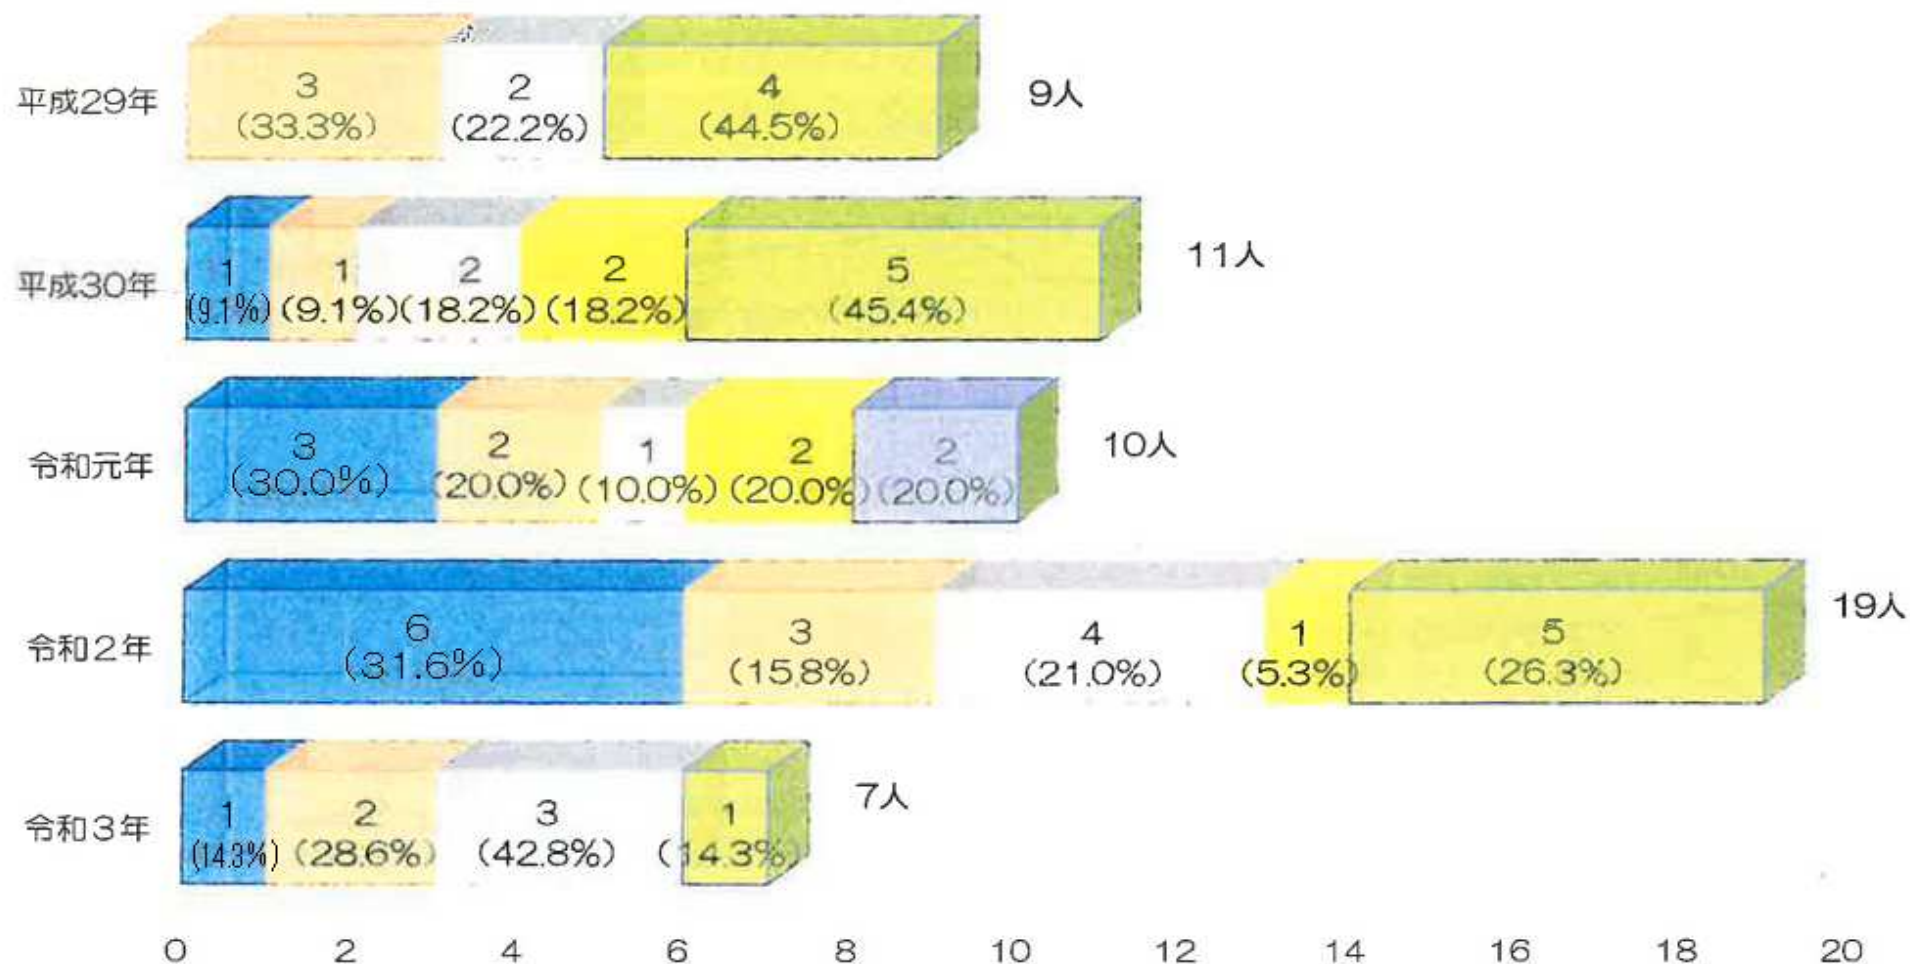 3 2 4 9人
平成29年 (33.3%) (22.2%) (44.5%)
1 1 2 2 5 11人
平成30年 (9.1%) (9.1%) (18.2%) (18.2%) (45.4%)
3 2 1 2 2 10人
令和元年 (30.0%) (20.0%) (10.0%) (20.0%) (20.0%)
6 3 4 1 5 19人
令和2年 (31.6%) (15.8%) (21.0%) (5.3%) (26.3%)
1 2 3 1 7人
令和3年 (14.3%) (28.6%) (42.8%) (14.3%)
0 2 4 6 8 10 12 14 16 18 20